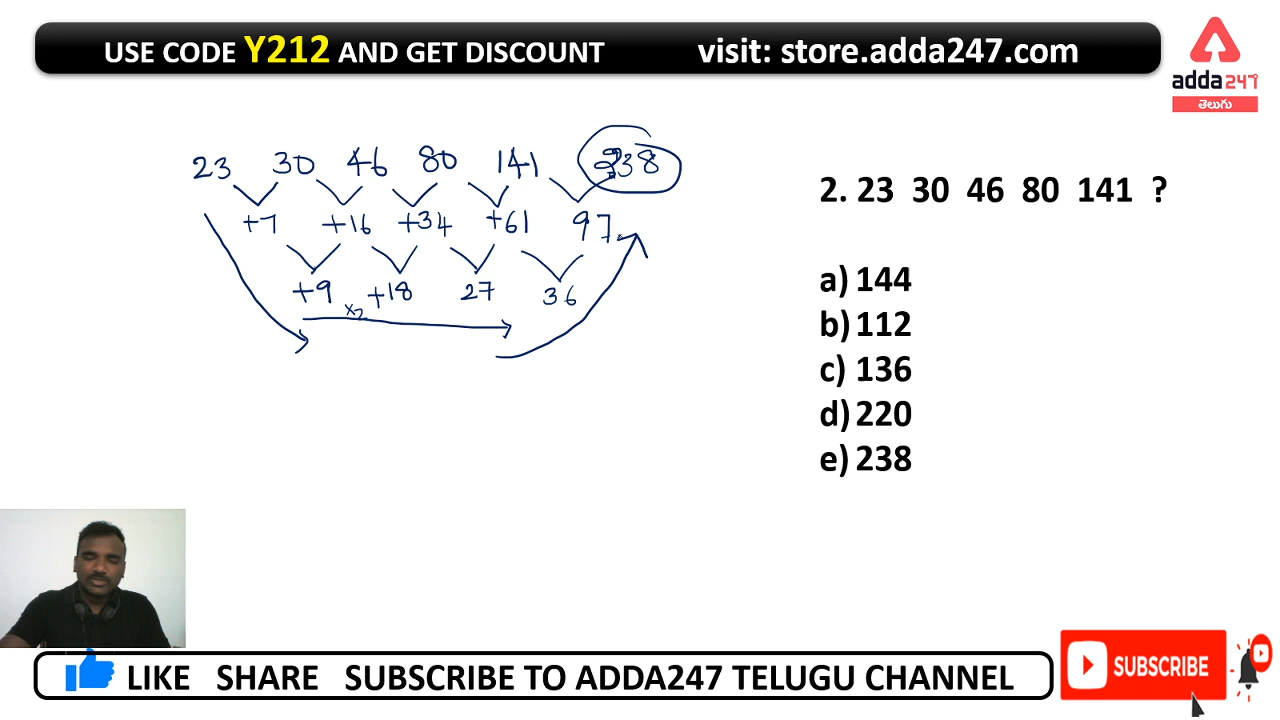 USE CODE Y212 AND GET DISCOUNT visit: store.adda247.com
adda247
తెలుగు
23 30 46 80 141 238
+7 +16 +34 +61 97
+9 x2 +18 27 36
2. 23 30 46 80 141 ?
a) 144
b) 112
c) 136
d) 220
e) 238
LIKE SHARE SUBSCRIBE TO ADDA247 TELUGU CHANNEL
SUBSCRIBE